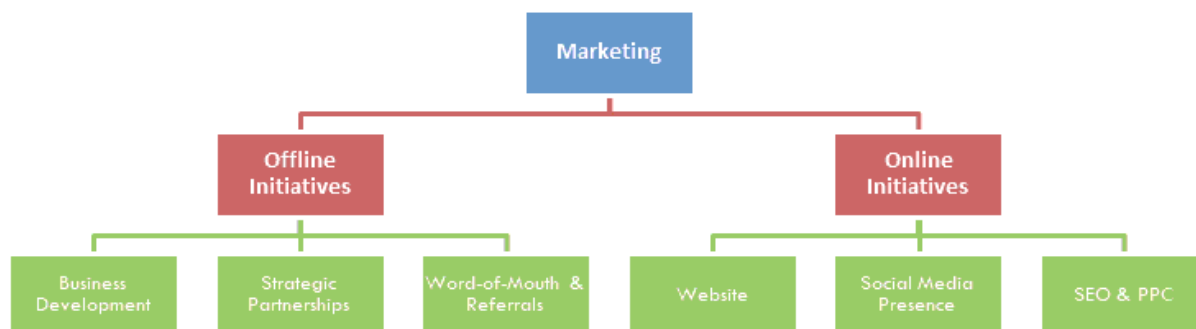 Marketing
Offline
Initiatives
Online
Initiatives
Business
Development
Strategic
Partnerships
Word-of-Mouth &
Referrals
Website
Social Media
Presence
SEO & PPC